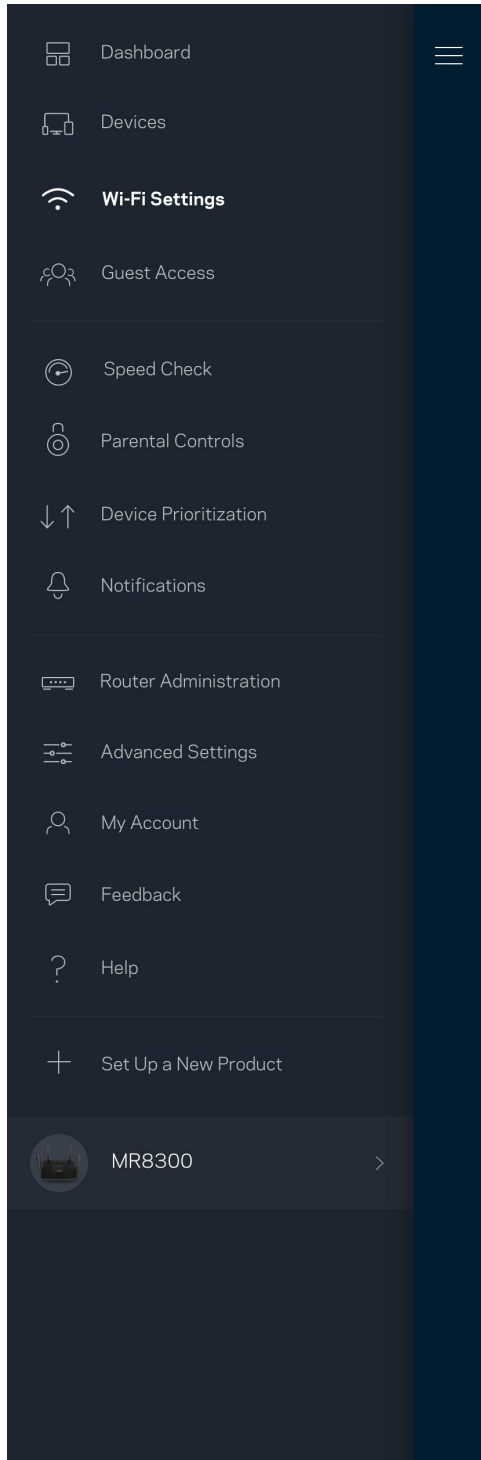 Dashboard
Devices
Wi-Fi Settings
Guest Access
Speed Check
Parental Controls
Device Prioritization
Notifications
Router Administration
Advanced Settings
My Account
Feedback
Help
Set Up a New Product
MR8300